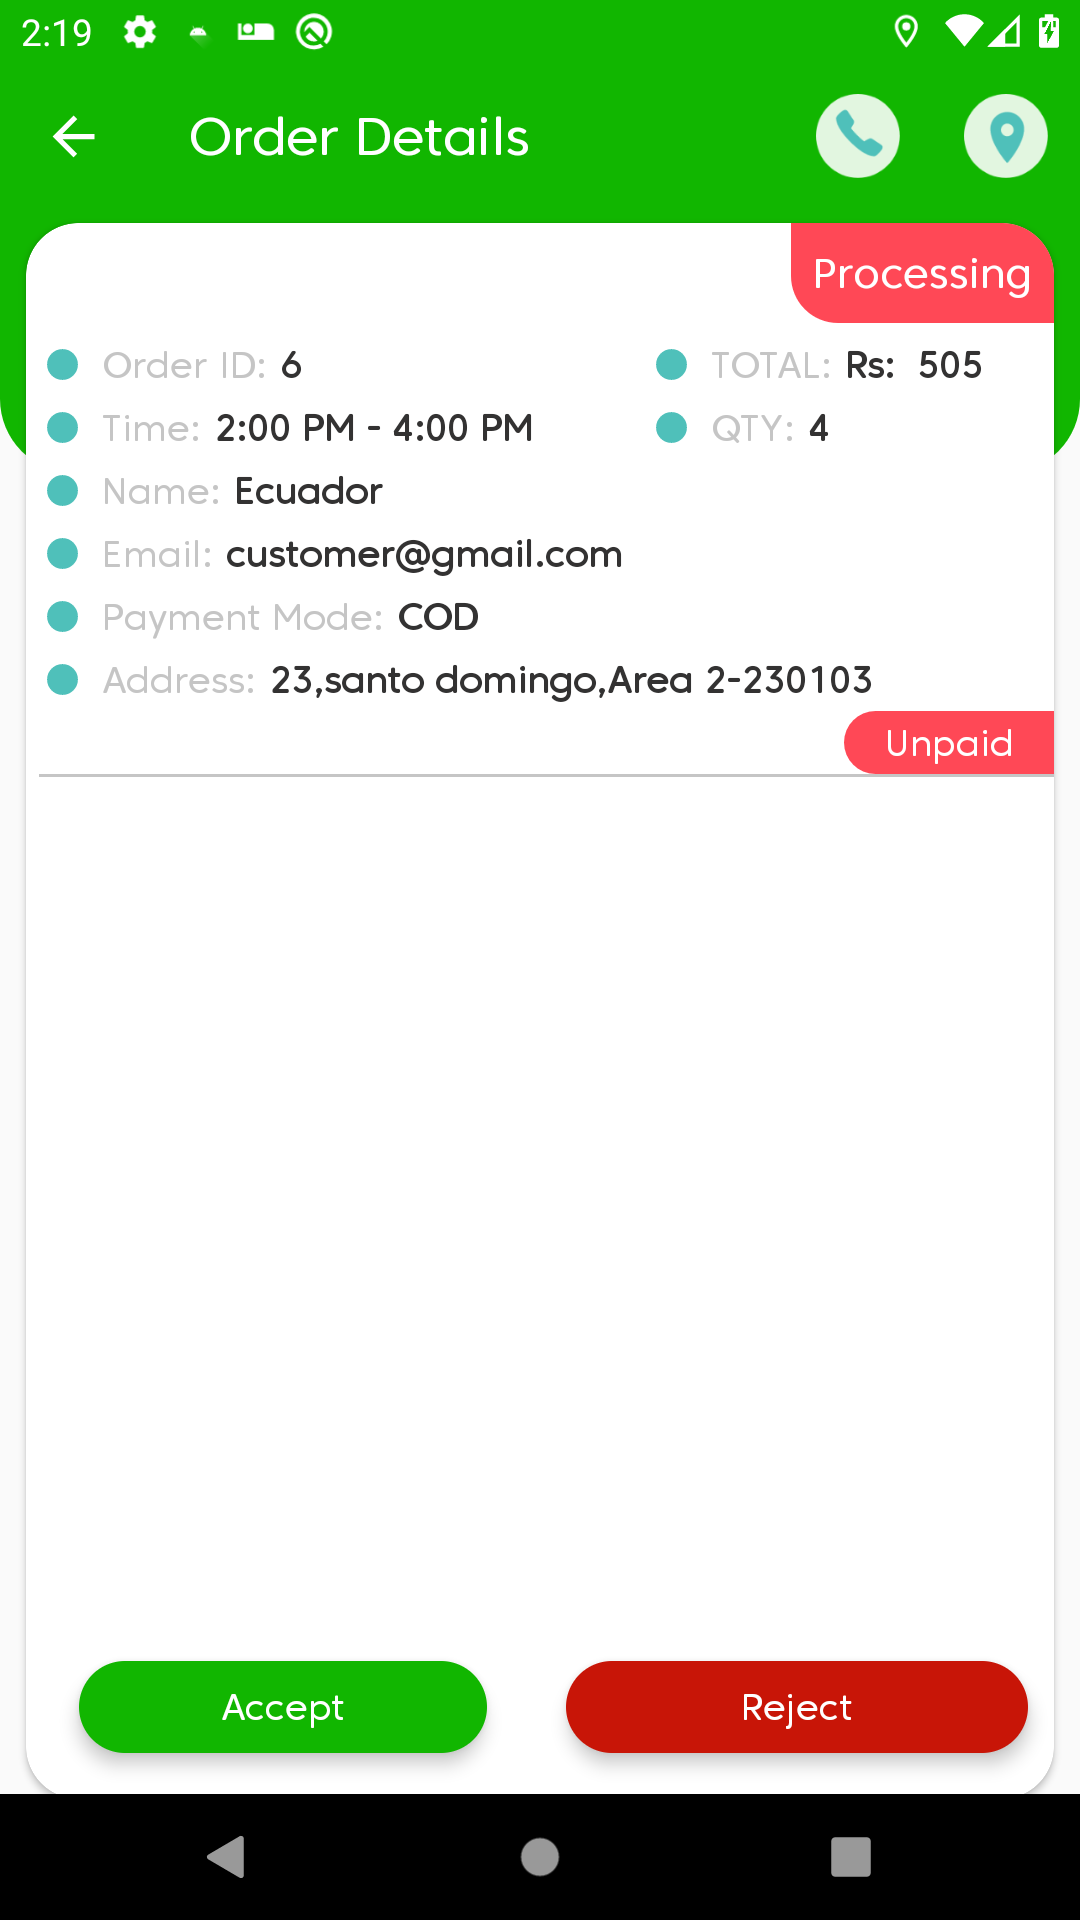 2:19
Order Details
Processing
Order ID: 6
TOTAL: Rs: 505
Time: 2:00 PM - 4:00 PM
QTY: 4
Name: Ecuador
Email: customer@gmail.com
Payment Mode: COD
Address: 23,santo domingo,Area 2-230103
Unpaid
Accept
Reject